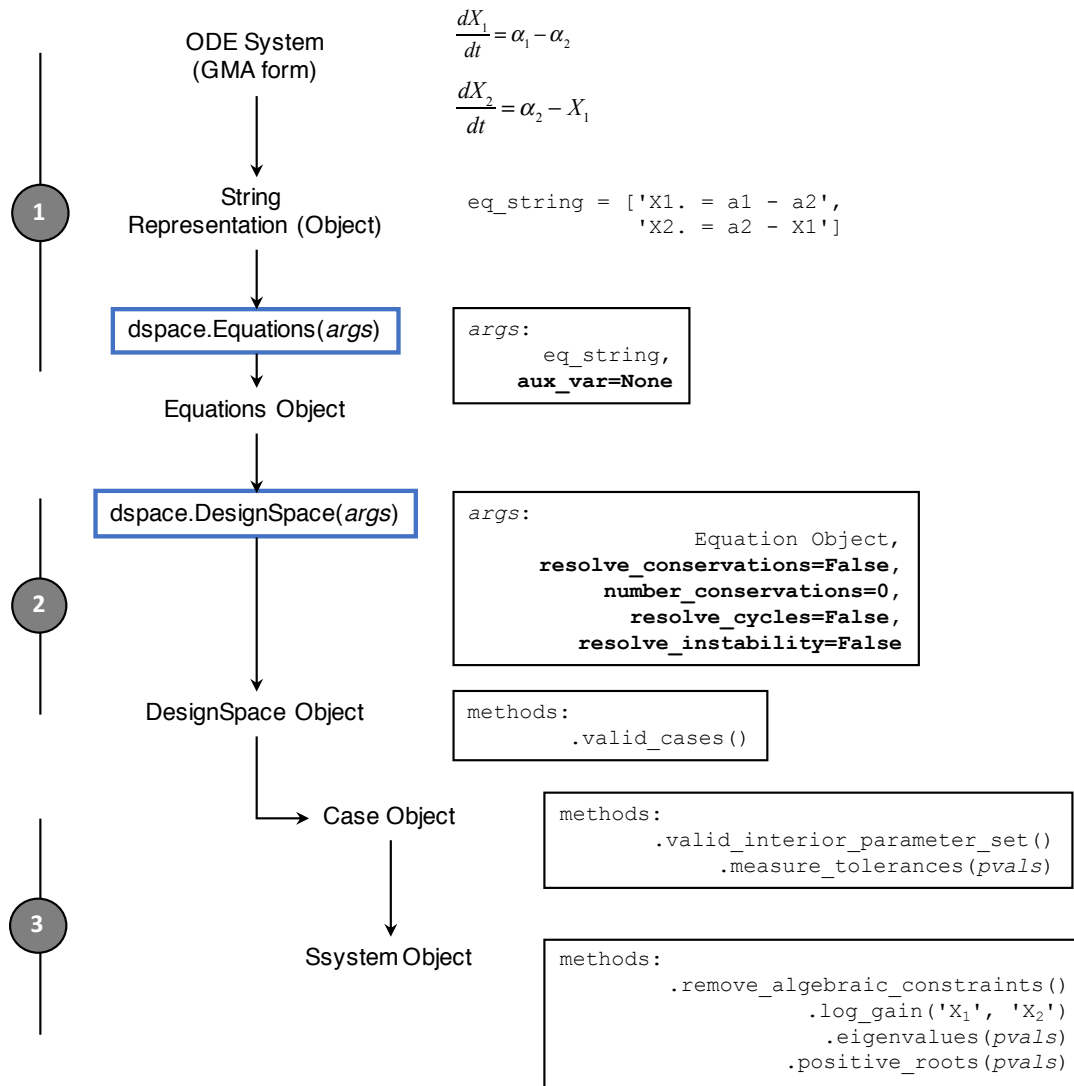 ODE System
(GMA form)
dX₁/dt = α₁ − α₂
dX₂/dt = α₂ − X₁
1
String
Representation (Object)
eq_string = ['X1. = a1 - a2',
'X2. = a2 - X1']
dspace.Equations(args)
args:
eq_string,
aux_var=None
Equations Object
2
dspace.DesignSpace(args)
args:
Equation Object,
resolve_conservations=False,
number_conservations=0,
resolve_cycles=False,
resolve_instability=False
DesignSpace Object
methods:
.valid_cases()
3
Case Object
methods:
.valid_interior_parameter_set()
.measure_tolerances(pvals)
Ssystem Object
methods:
.remove_algebraic_constraints()
.log_gain('X₁', 'X₂')
.eigenvalues(pvals)
.positive_roots(pvals)